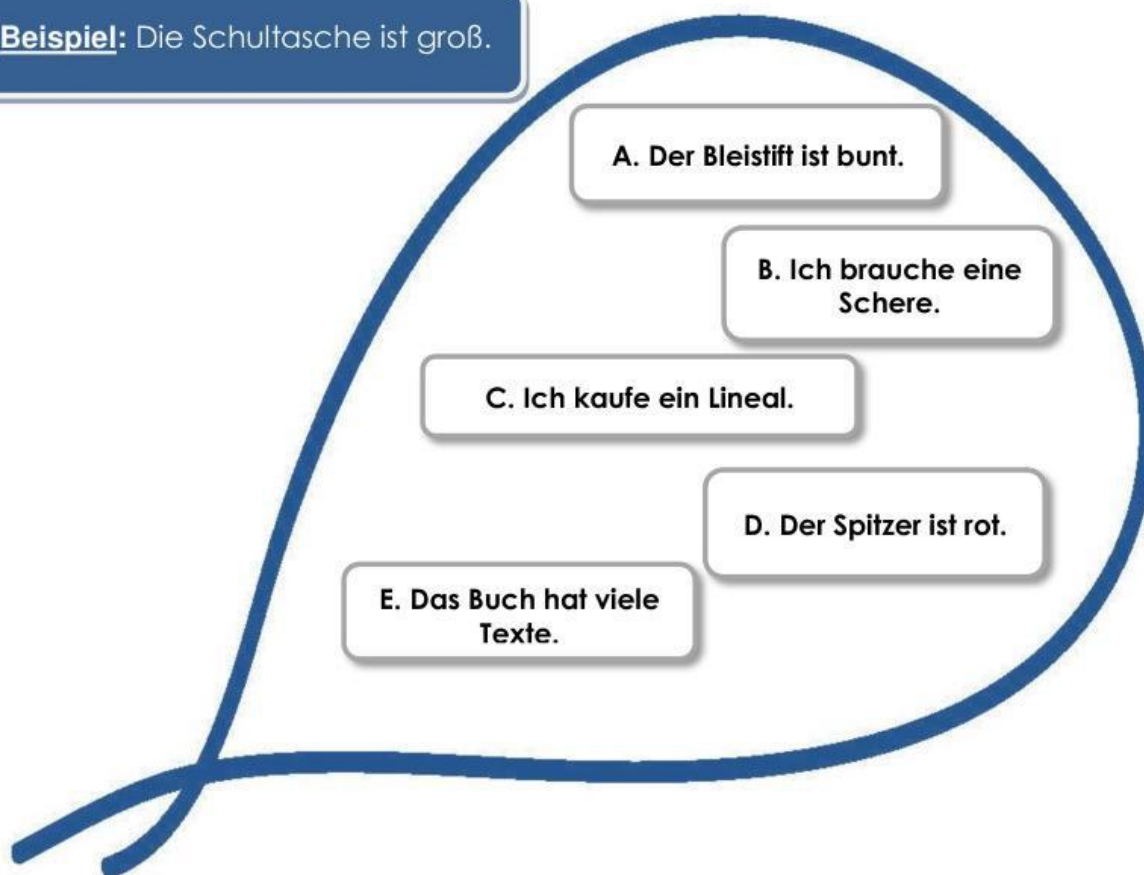 Beispiel: Die Schultasche ist groß.
A. Der Bleistift ist bunt.
B. Ich brauche eine
Schere.
C. Ich kaufe ein Lineal.
D. Der Spitzer ist rot.
E. Das Buch hat viele
Texte.